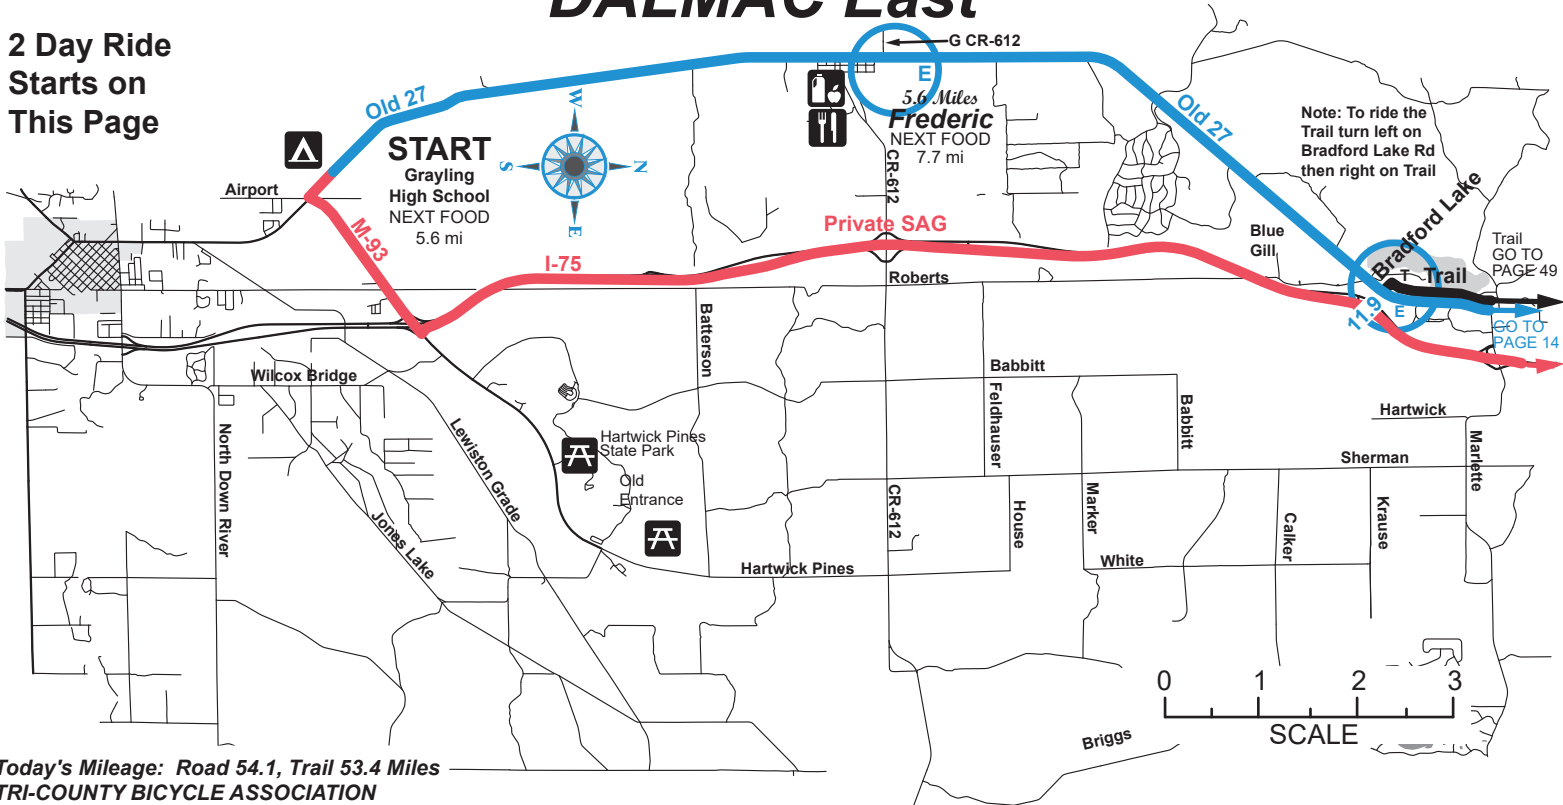 DALMAC East
2 Day Ride
Starts on
This Page
G CR-612
Old 27
W
E
5.6 Miles
Frederic
NEXT FOOD
7.7 mi
Old 27
Note: To ride the
Trail turn left on
Bradford Lake Rd
then right on Trail
START
Grayling
High School
NEXT FOOD
5.6 mi
S
N
E
CR-612
Airport
M-93
Private SAG
I-75
Blue
Gill
Roberts
Bradford Lake
T
Trail
Trail
GO TO
PAGE 49
11.9
E
GO TO
PAGE 14
Batterson
Wilcox Bridge
Babbitt
Feldhauser
Babbitt
Hartwick
North Down River
Lewiston Grade
Hartwick Pines
State Park
Old
Entrance
Sherman
Marlette
Jones Lake
CR-612
House
Marker
Calker
Krause
Hartwick Pines
White
0 1 2 3
SCALE
Briggs
Today's Mileage: Road 54.1, Trail 53.4 Miles
TRI-COUNTY BICYCLE ASSOCIATION